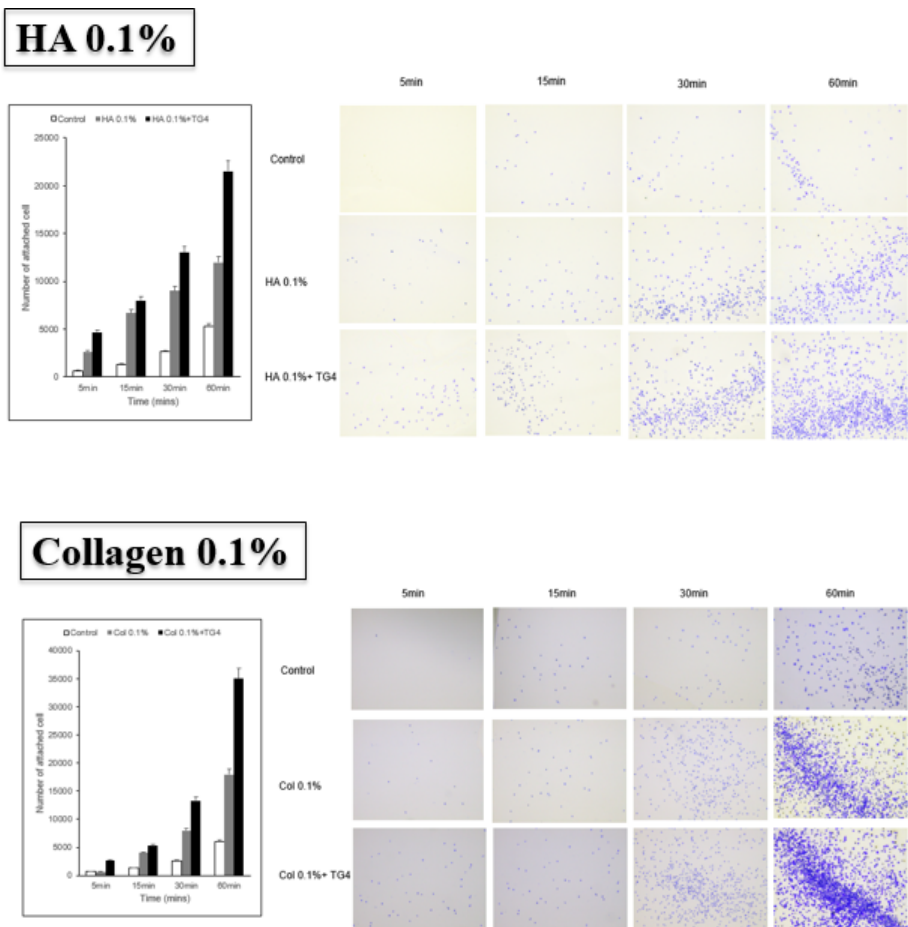 HA 0.1%
5min 15min 30min 60min
Control HA 0.1% HA 0.1%+TG4
25000
20000
15000
10000
5000
0
Number of attached cell
5min 15min 30min 60min
Time (mins)
Control
HA 0.1%
HA 0.1%+ TG4
Collagen 0.1%
5min 15min 30min 60min
Control Col 0.1% Col 0.1%+TG4
40000
35000
30000
25000
20000
15000
10000
5000
0
Number of attached cell
5min 15min 30min 60min
Time (mins)
Control
Col 0.1%
Col 0.1%+ TG4